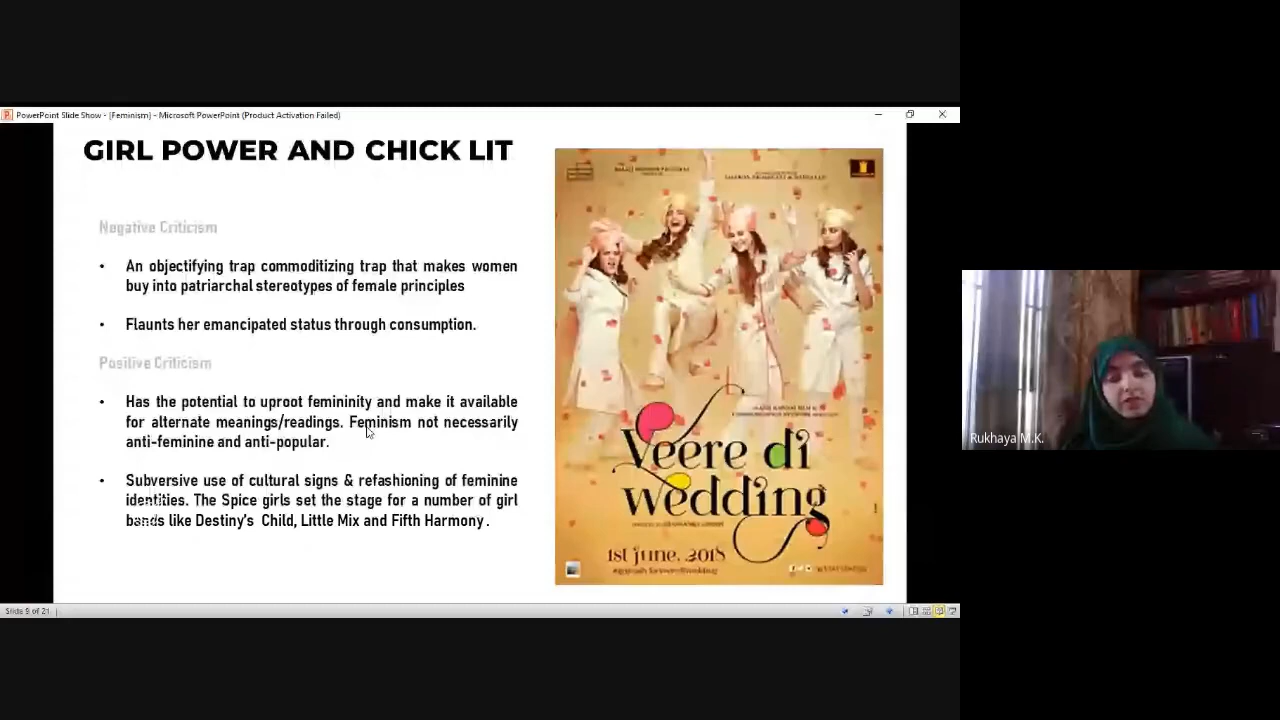 PowerPoint Slide Show - [Feminism] - Microsoft PowerPoint (Product Activation Failed)
GIRL POWER AND CHICK LIT
Negative Criticism
• An objectifying trap commoditizing trap that makes women
buy into patriarchal stereotypes of female principles
• Flaunts her emancipated status through consumption.
Positive Criticism
• Has the potential to uproot femininity and make it available
for alternate meanings/readings. Feminism not necessarily
anti-feminine and anti-popular.
• Subversive use of cultural signs & refashioning of feminine
identities. The Spice girls set the stage for a number of girl
bands like Destiny's Child, Little Mix and Fifth Harmony.
Veere di
wedding
1st june, 2018
Slide 9 of 21
Rukhaya M.K.